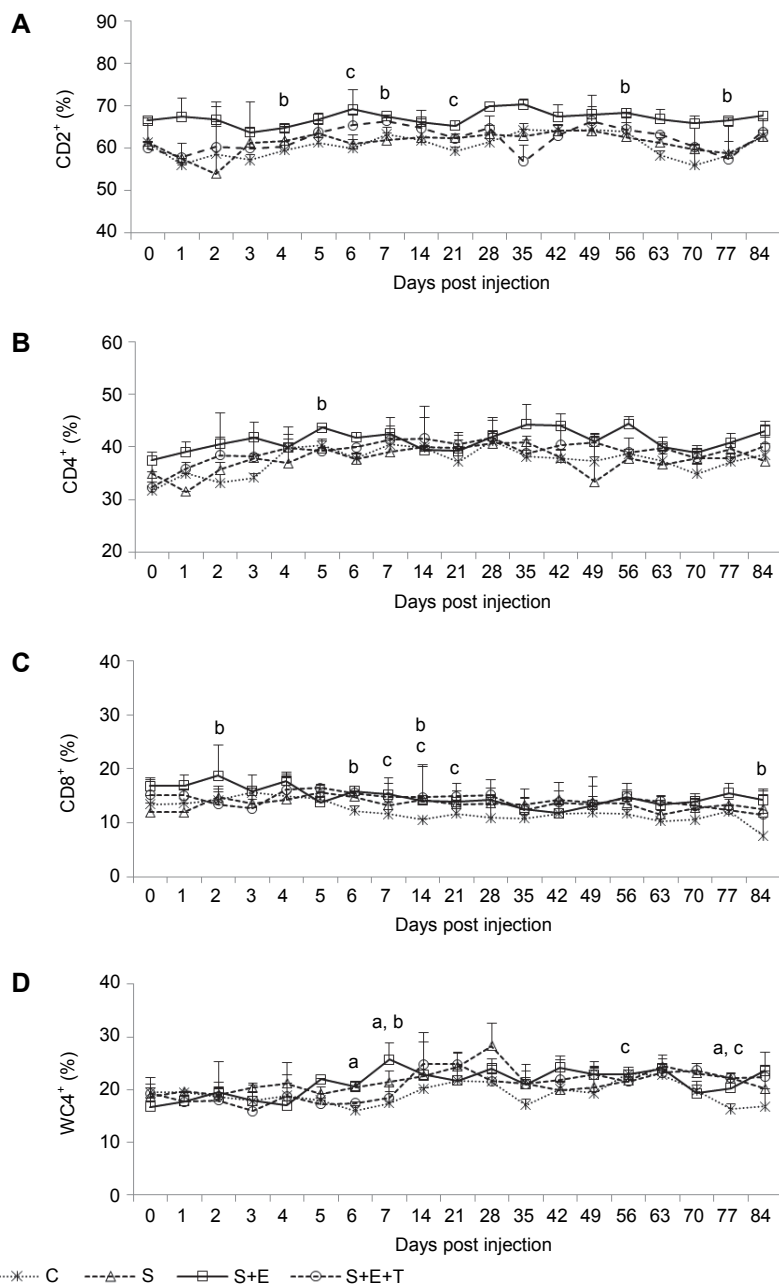 A
CD2+ (%)
90
80
70
60
50
40
b
c
b
c
b
b
0 1 2 3 4 5 6 7 14 21 28 35 42 49 56 63 70 77 84
Days post injection
B
CD4+ (%)
60
50
40
30
20
b
0 1 2 3 4 5 6 7 14 21 28 35 42 49 56 63 70 77 84
Days post injection
C
CD8+ (%)
40
30
20
10
0
b
b
c
b
c
c
b
0 1 2 3 4 5 6 7 14 21 28 35 42 49 56 63 70 77 84
Days post injection
D
WC4+ (%)
40
30
20
10
0
a
a, b
c
a, c
0 1 2 3 4 5 6 7 14 21 28 35 42 49 56 63 70 77 84
Days post injection
C S S+E S+E+T